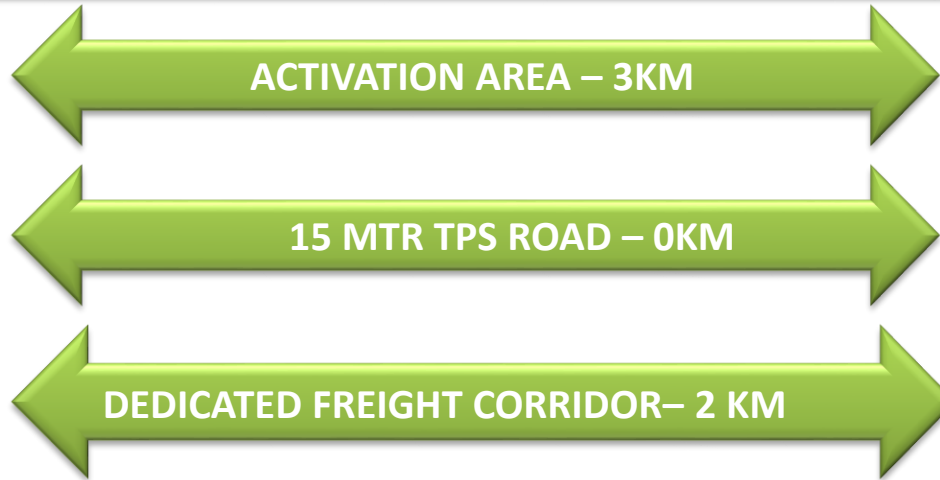 ACTIVATION AREA – 3KM
15 MTR TPS ROAD – 0KM
DEDICATED FREIGHT CORRIDOR– 2 KM